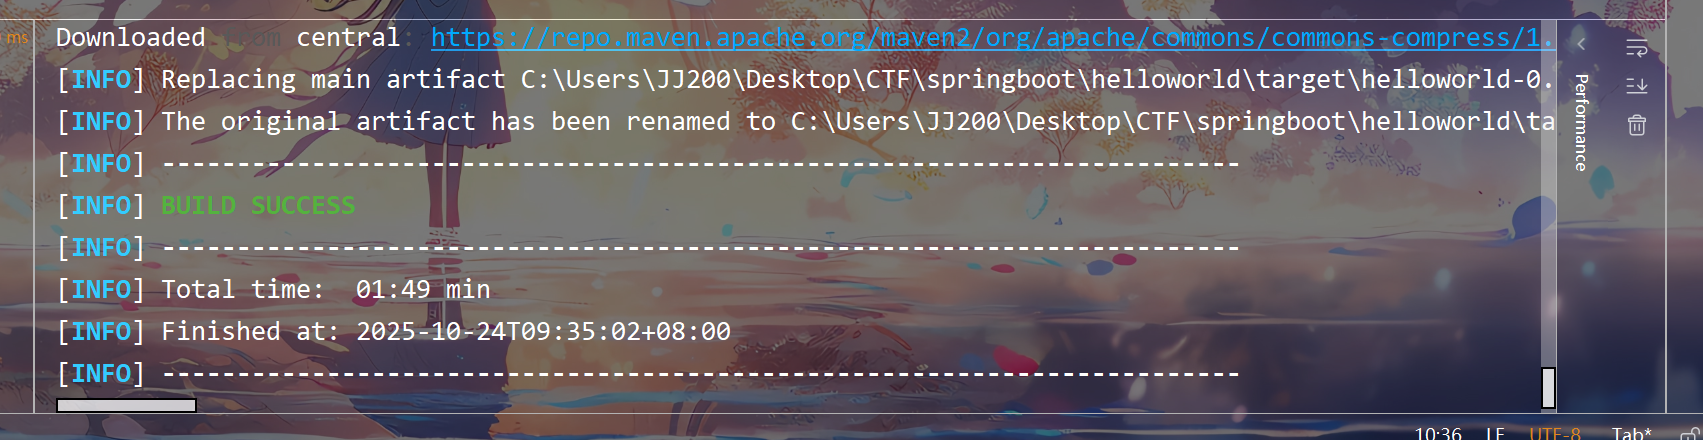 ms
Downloaded from central: https://repo.maven.apache.org/maven2/org/apache/commons/commons-compress/1.
[INFO] Replacing main artifact C:\Users\JJ200\Desktop\CTF\springboot\helloworld\target\helloworld-0.
[INFO] The original artifact has been renamed to C:\Users\JJ200\Desktop\CTF\springboot\helloworld\ta
[INFO] ------------------------------------------------------------------------
[INFO] BUILD SUCCESS
[INFO] ------------------------------------------------------------------------
[INFO] Total time:  01:49 min
[INFO] Finished at: 2025-10-24T09:35:02+08:00
[INFO] ------------------------------------------------------------------------
Performance
10:36 LF UTF-8 Tab*